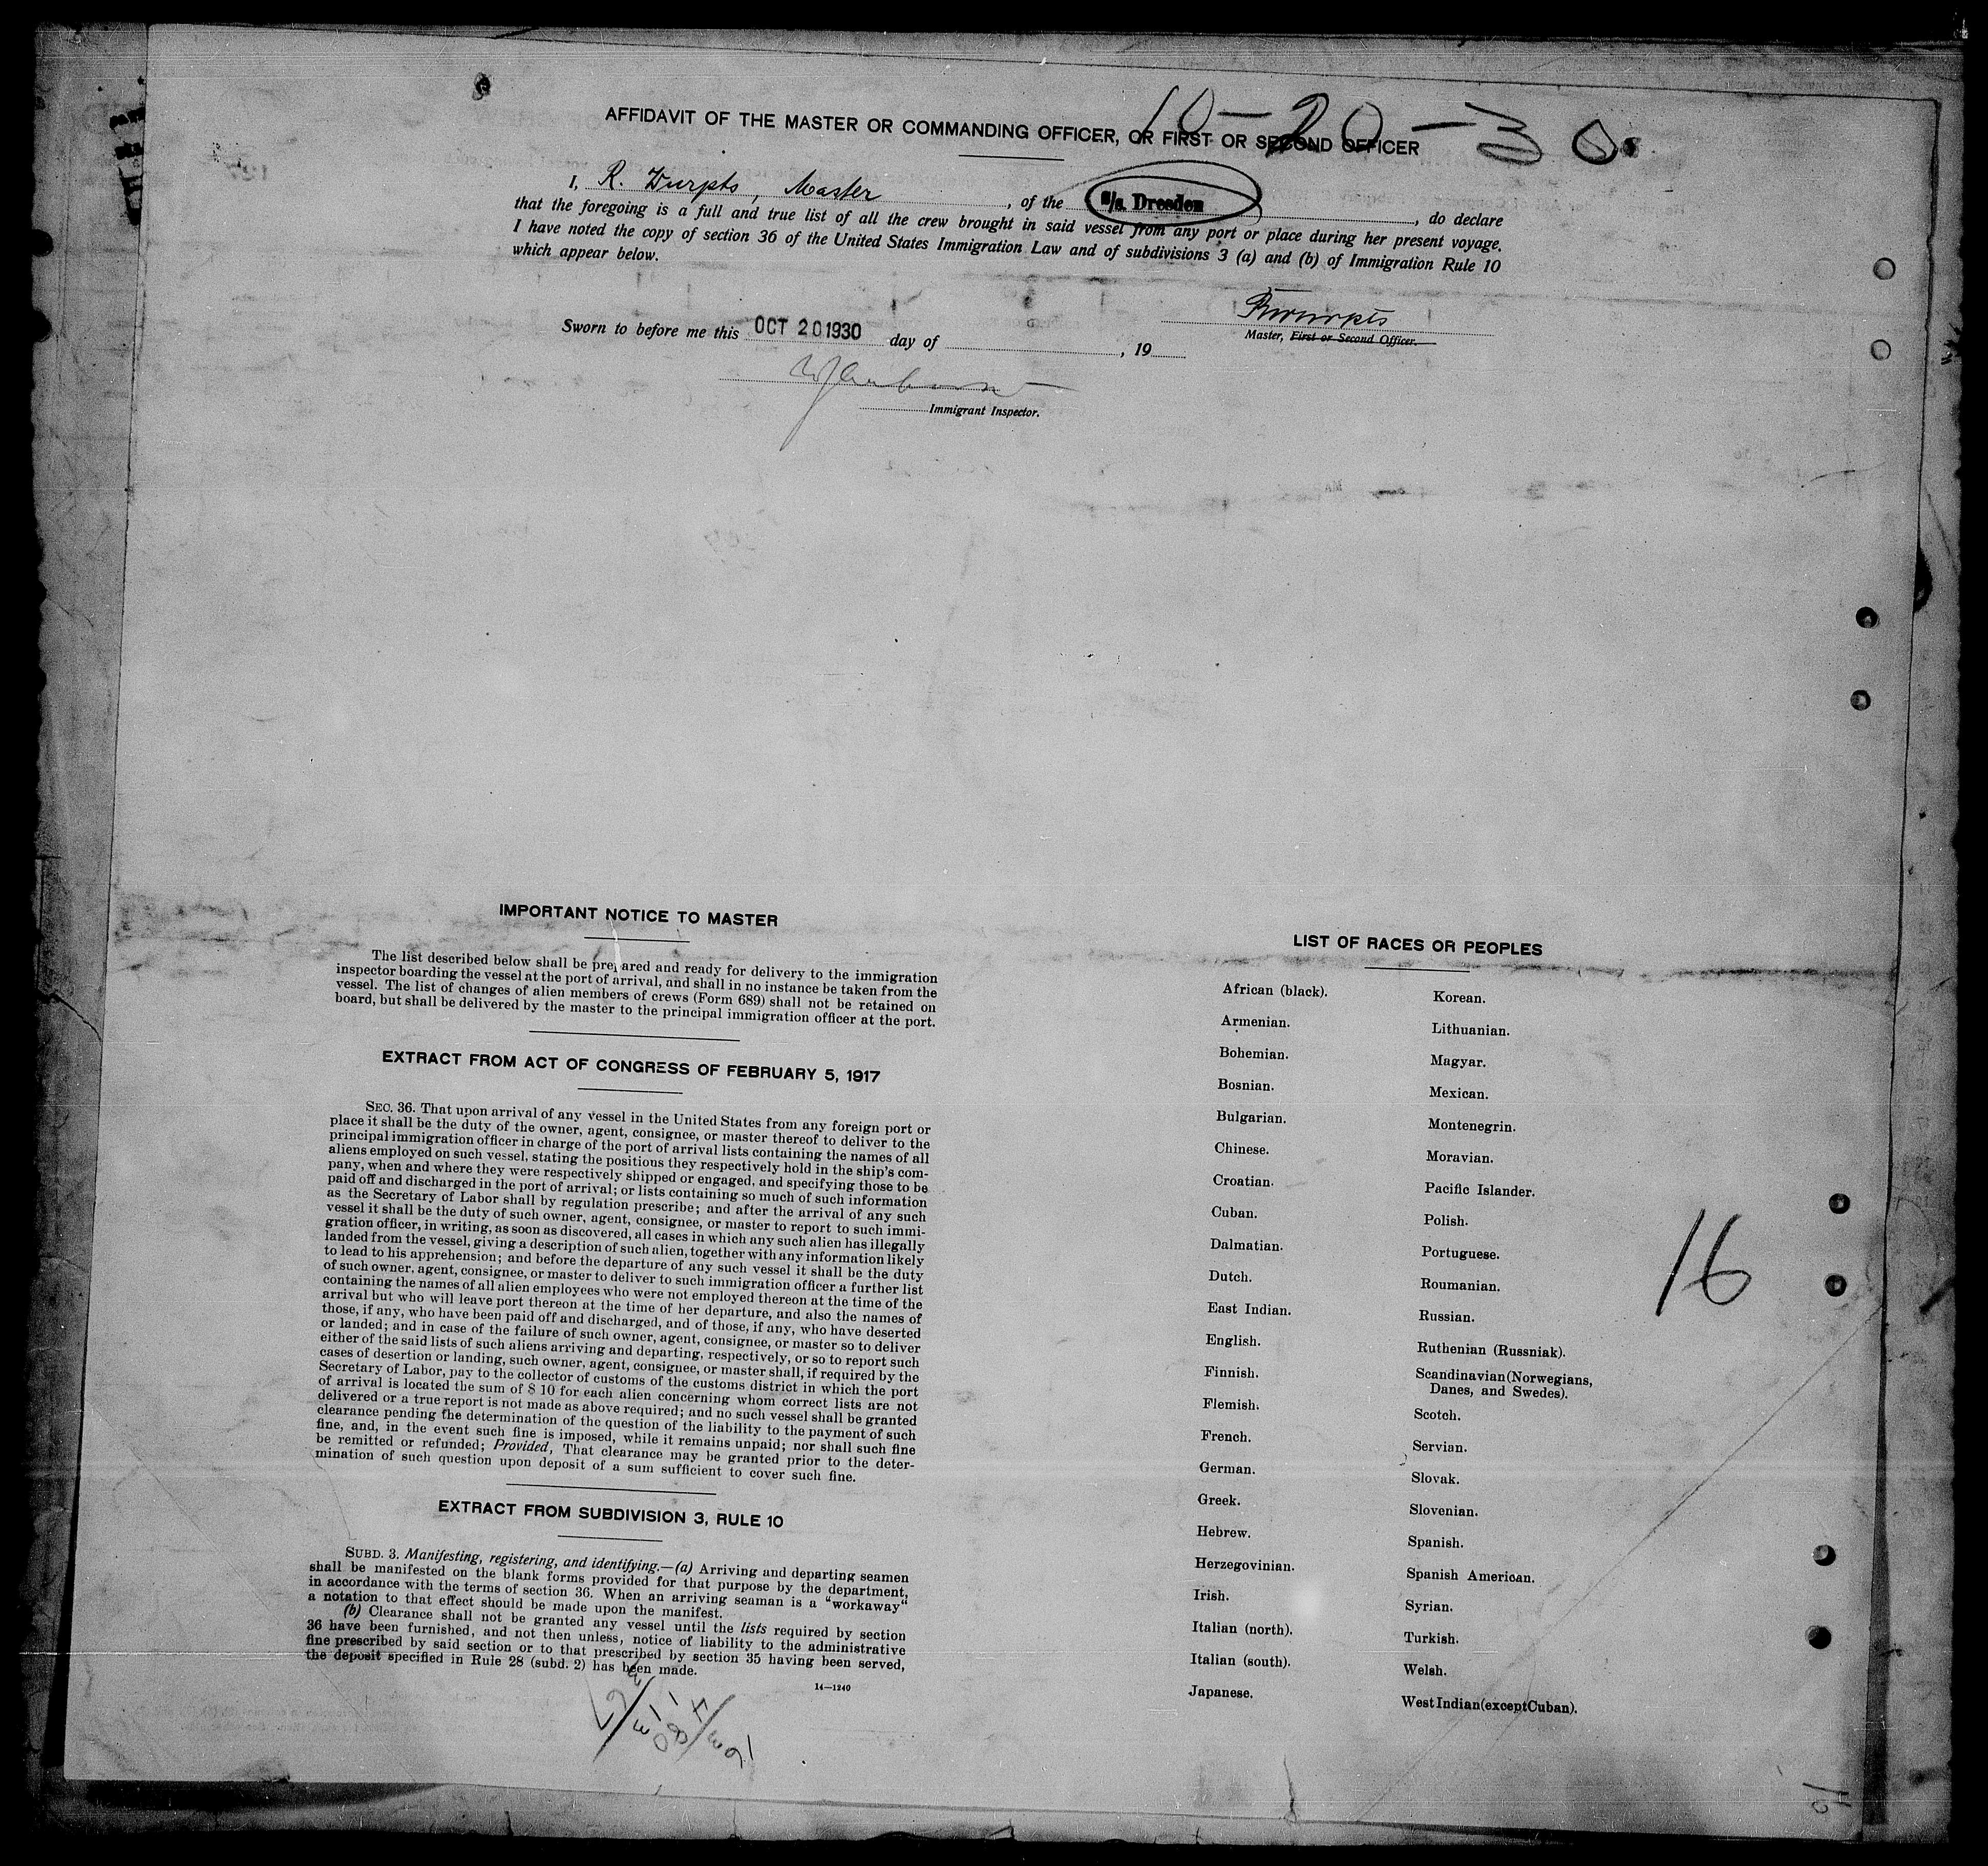 10-20-30
AFFIDAVIT OF THE MASTER OR COMMANDING OFFICER, OR FIRST OR SECOND OFFICER
I, R. Wurpts, Master, of the S/s. Dresden, do declare
that the foregoing is a full and true list of all the crew brought in said vessel from any port or place during her present voyage.
I have noted the copy of section 36 of the United States Immigration Law and of subdivisions 3 (a) and (b) of Immigration Rule 10
which appear below.
RWurpts
Master, First or Second Officer.
Sworn to before me this OCT 20 1930 day of , 19
Immigrant Inspector.
IMPORTANT NOTICE TO MASTER
The list described below shall be prepared and ready for delivery to the immigration
inspector boarding the vessel at the port of arrival, and shall in no instance be taken from the
vessel. The list of changes of alien members of crews (Form 689) shall not be retained on
board, but shall be delivered by the master to the principal immigration officer at the port.
EXTRACT FROM ACT OF CONGRESS OF FEBRUARY 5, 1917
SEC. 36. That upon arrival of any vessel in the United States from any foreign port or
place it shall be the duty of the owner, agent, consignee, or master thereof to deliver to the
principal immigration officer in charge of the port of arrival lists containing the names of all
aliens employed on such vessel, stating the positions they respectively hold in the ship's com-
pany, when and where they were respectively shipped or engaged, and specifying those to be
paid off and discharged in the port of arrival; or lists containing so much of such information
as the Secretary of Labor shall by regulation prescribe; and after the arrival of any such
vessel it shall be the duty of such owner, agent, consignee, or master to report to such immi-
gration officer, in writing, as soon as discovered, all cases in which any such alien has illegally
landed from the vessel, giving a description of such alien, together with any information likely
to lead to his apprehension; and before the departure of any such vessel it shall be the duty
of such owner, agent, consignee, or master to deliver to such immigration officer a further list
containing the names of all alien employees who were not employed thereon at the time of the
arrival but who will leave port thereon at the time of her departure, and also the names of
those, if any, who have been paid off and discharged, and of those, if any, who have deserted
or landed; and in case of the failure of such owner, agent, consignee, or master so to deliver
either of the said lists of such aliens arriving and departing, respectively, or so to report such
cases of desertion or landing, such owner, agent, consignee, or master shall, if required by the
Secretary of Labor, pay to the collector of customs of the customs district in which the port
of arrival is located the sum of $ 10 for each alien concerning whom correct lists are not
delivered or a true report is not made as above required; and no such vessel shall be granted
clearance pending the determination of the question of the liability to the payment of such
fine, and, in the event such fine is imposed, while it remains unpaid; nor shall such fine
be remitted or refunded; Provided, That clearance may be granted prior to the deter-
mination of such question upon deposit of a sum sufficient to cover such fine.
EXTRACT FROM SUBDIVISION 3, RULE 10
SUBD. 3. Manifesting, registering, and identifying.—(a) Arriving and departing seamen
shall be manifested on the blank forms provided for that purpose by the department,
in accordance with the terms of section 36. When an arriving seaman is a "workaway"
a notation to that effect should be made upon the manifest.
(b) Clearance shall not be granted any vessel until the lists required by section
36 have been furnished, and not then unless, notice of liability to the administrative
fine prescribed by said section or to that prescribed by section 35 having been served,
the deposit specified in Rule 28 (subd. 2) has been made.
14—1240
LIST OF RACES OR PEOPLES
African (black).
Armenian.
Bohemian.
Bosnian.
Bulgarian.
Chinese.
Croatian.
Cuban.
Dalmatian.
Dutch.
East Indian.
English.
Finnish.
Flemish.
French.
German.
Greek.
Hebrew.
Herzegovinian.
Irish.
Italian (north).
Italian (south).
Japanese.
Korean.
Lithuanian.
Magyar.
Mexican.
Montenegrin.
Moravian.
Pacific Islander.
Polish.
Portuguese.
Roumanian.
Russian.
Ruthenian (Russniak).
Scandinavian (Norwegians,
Danes, and Swedes).
Scotch.
Servian.
Slovak.
Slovenian.
Spanish.
Spanish American.
Syrian.
Turkish.
Welsh.
West Indian (except Cuban).
16